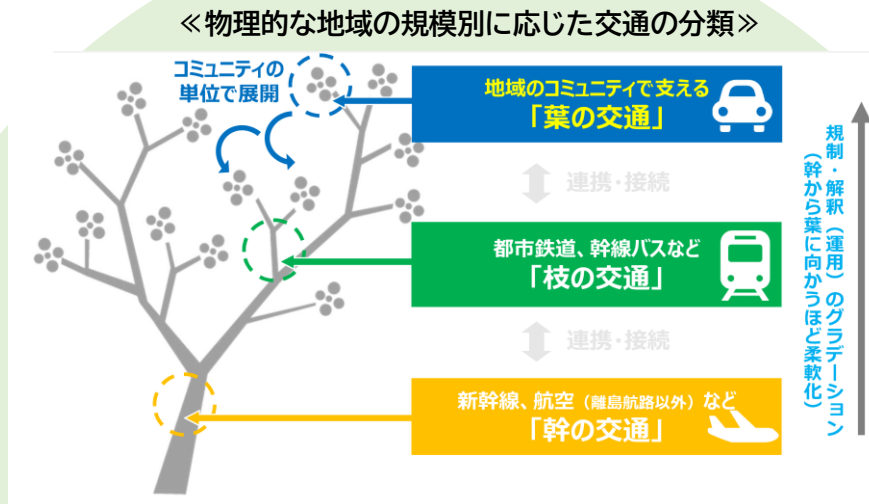 ≪物理的な地域の規模別に応じた交通の分類≫
コミュニティの
単位で展開
地域のコミュニティで支える
「葉の交通」
連携・接続
都市鉄道、幹線バスなど
「枝の交通」
連携・接続
新幹線、航空（離島航路以外）など
「幹の交通」
規制・解釈（運用）のグラデーション
（幹から葉に向かうほど柔軟化）